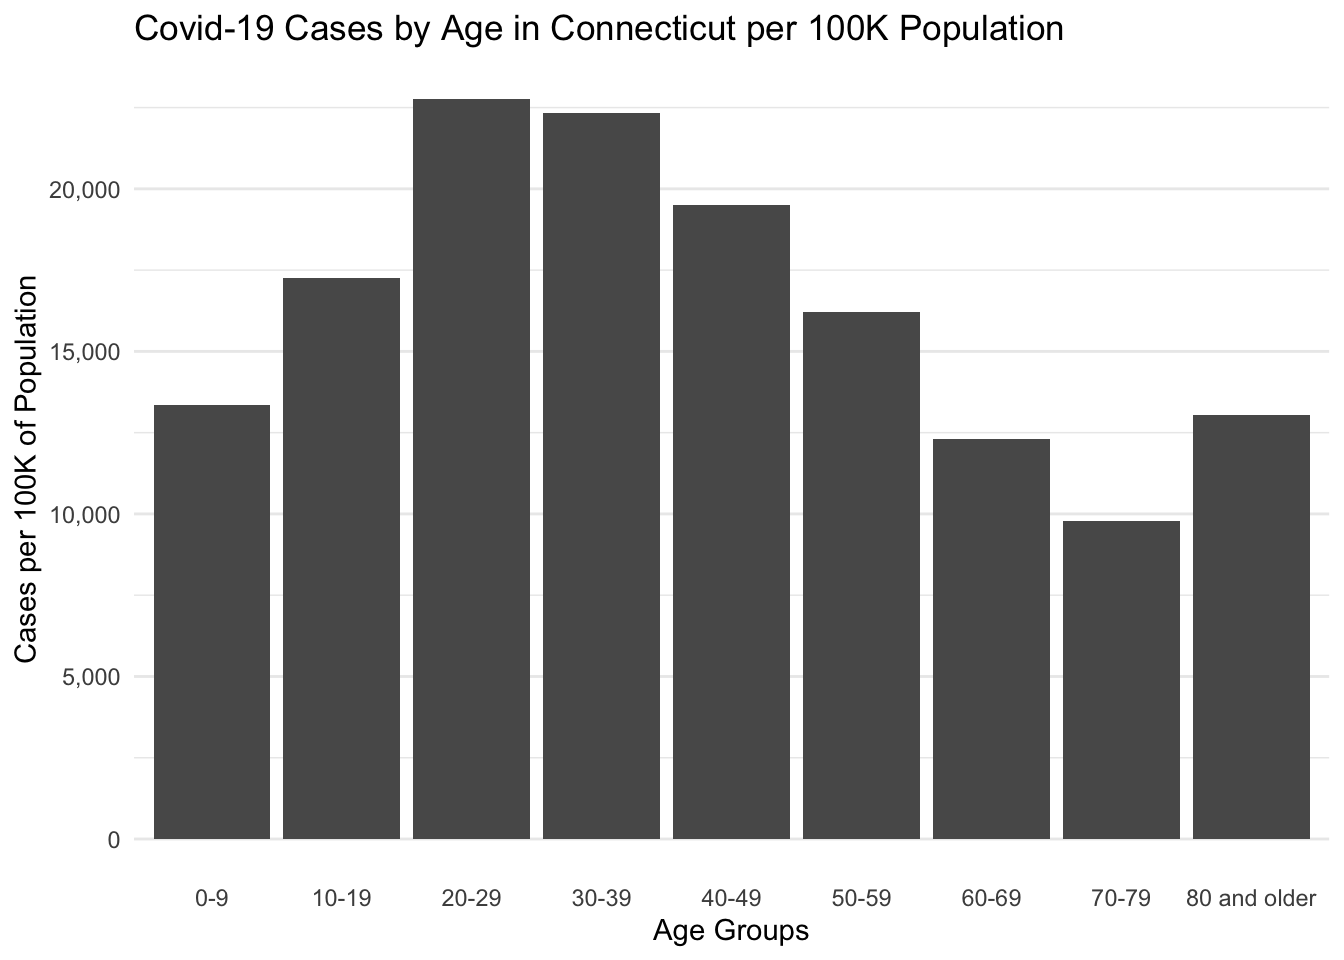 Covid-19 Cases by Age in Connecticut per 100K Population
Cases per 100K of Population
20,000
15,000
10,000
5,000
0
0-9 10-19 20-29 30-39 40-49 50-59 60-69 70-79 80 and older
Age Groups